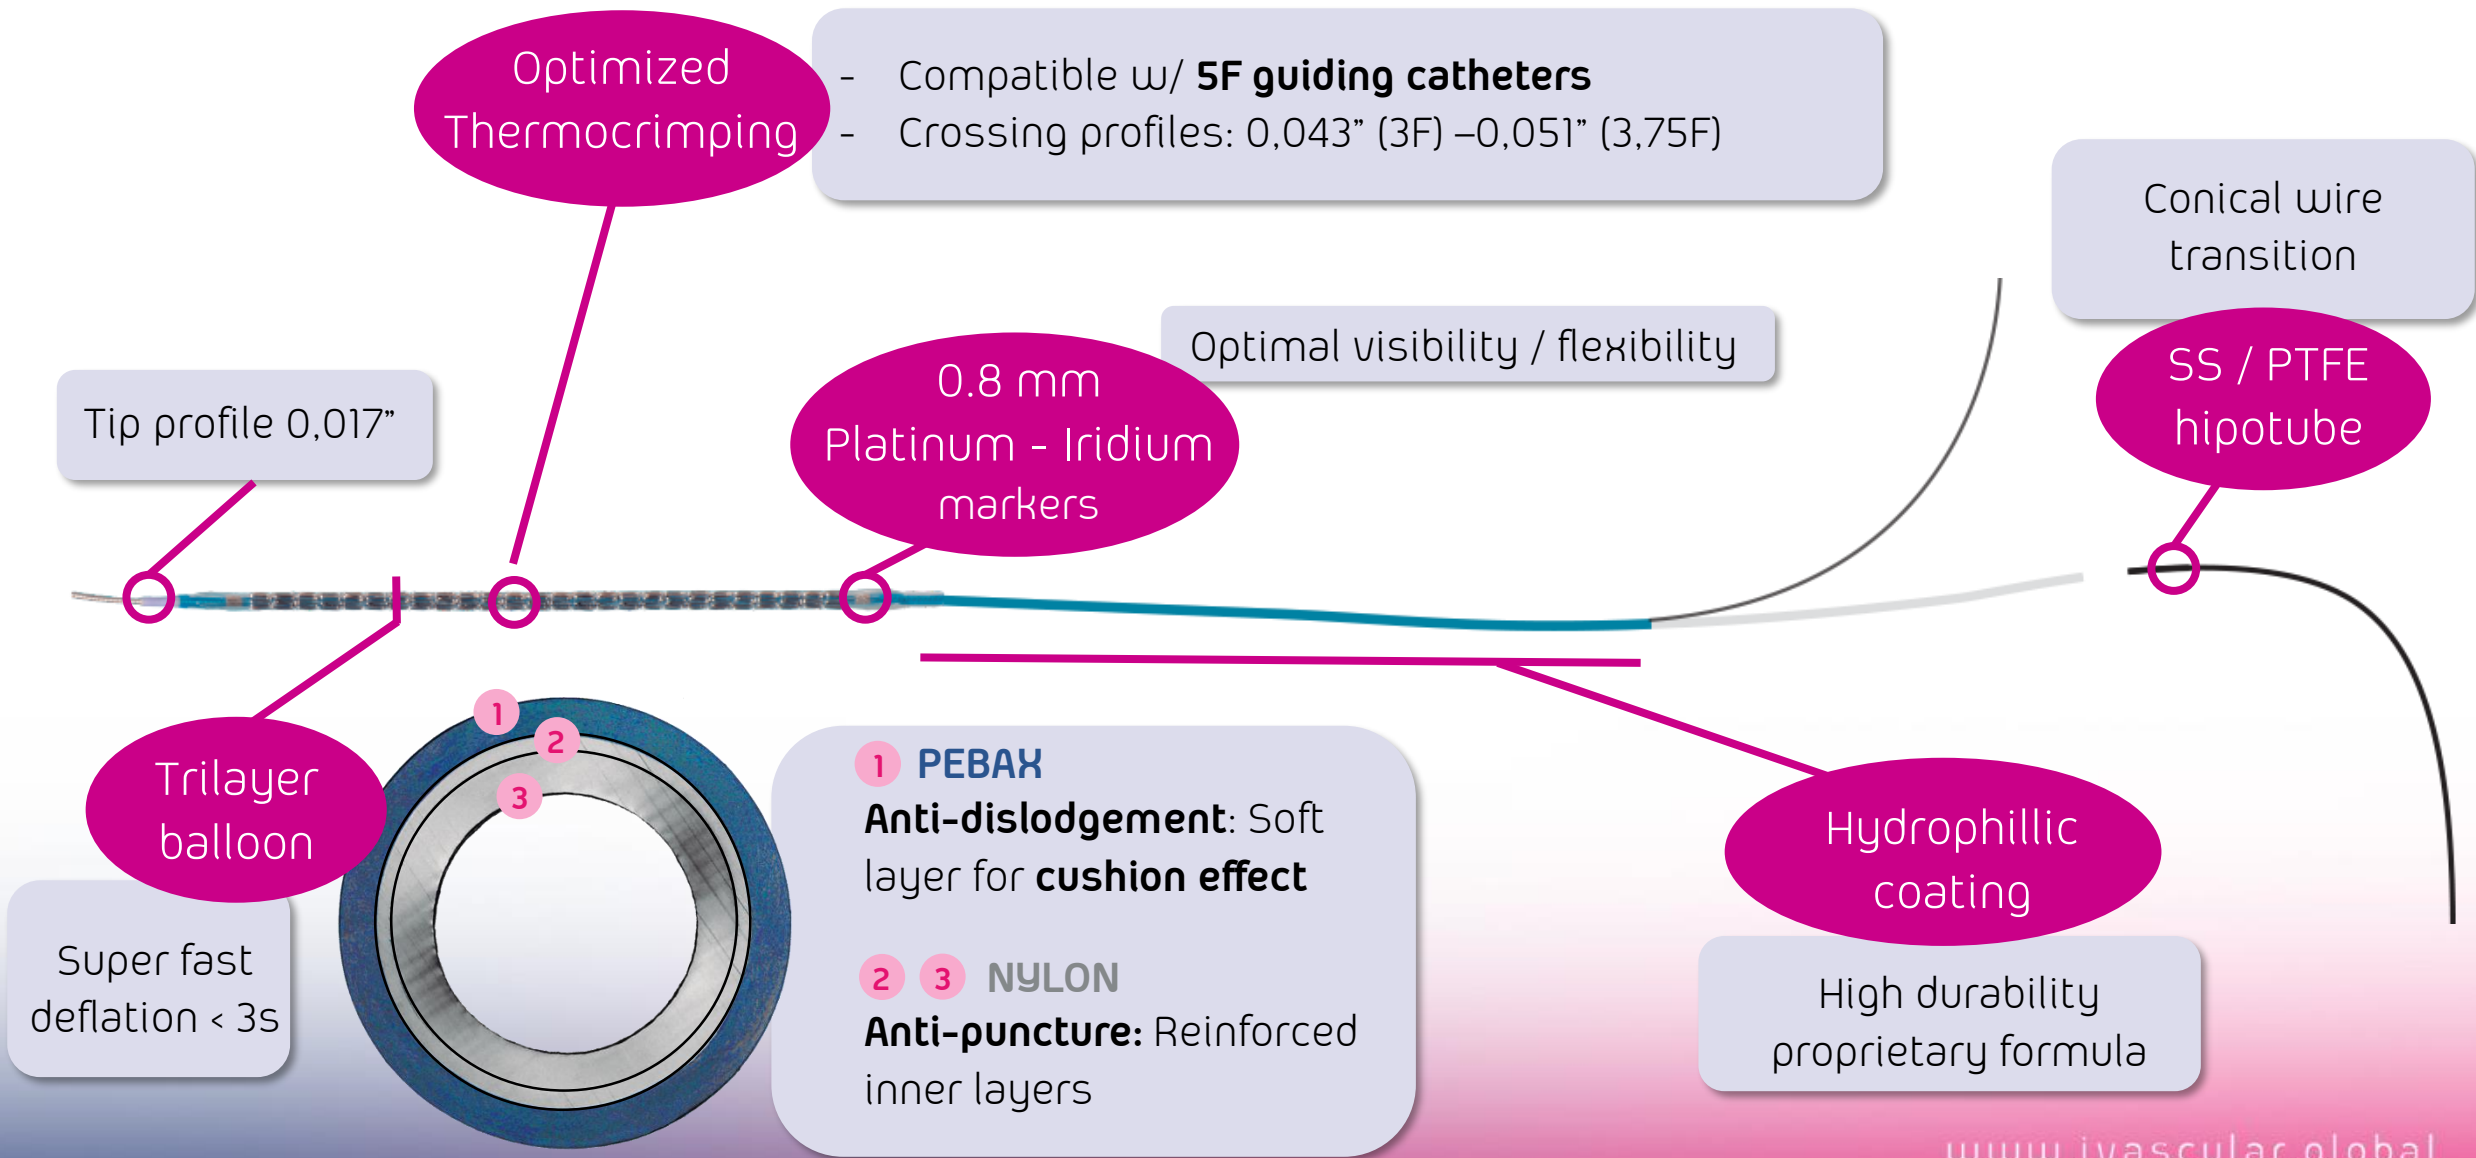 Optimized
Thermocrimping
- Compatible w/ 5F guiding catheters
- Crossing profiles: 0,043” (3F) –0,051” (3,75F)
Conical wire
transition
SS / PTFE
hipotube
Optimal visibility / flexibility
0.8 mm
Platinum - Iridium
markers
Tip profile 0,017”
Trilayer
balloon
Super fast
deflation < 3s
1
2
3
1 PEBAX
Anti-dislodgement: Soft
layer for cushion effect
2 3 NYLON
Anti-puncture: Reinforced
inner layers
Hydrophillic
coating
High durability
proprietary formula
www.ivascular.global